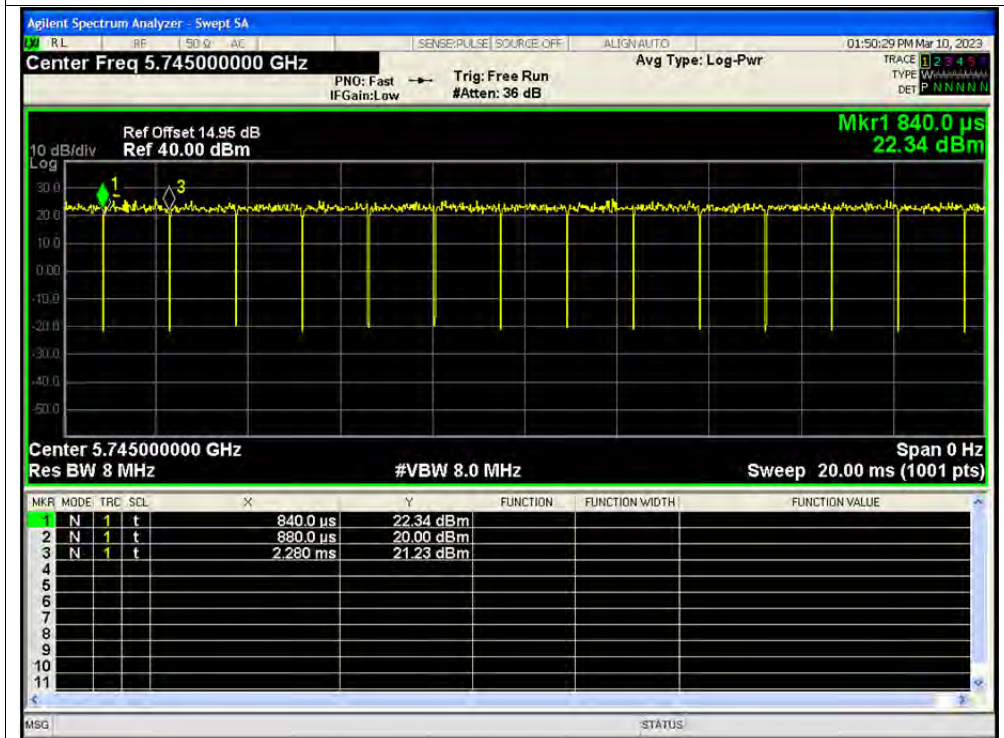 Agilent Spectrum Analyzer - Swept SA
LXI RL RF 50 Ω AC SENSE:PULSE SOURCE OFF ALIGN AUTO 01:50:29 PM Mar 10, 2023
Center Freq 5.745000000 GHz Avg Type: Log-Pwr TRACE 1 2 3 4 5 6
PNO: Fast Trig: Free Run TYPE W
IFGain:Low #Atten: 36 dB DET P N N N N N
Mkr1 840.0 µs
Ref Offset 14.95 dB
10 dB/div Ref 40.00 dBm 22.34 dBm
Log
30.0
1 3
20.0
10.0
0.00
-10.0
-20.0
-30.0
-40.0
-50.0
Center 5.745000000 GHz Span 0 Hz
Res BW 8 MHz #VBW 8.0 MHz Sweep 20.00 ms (1001 pts)
MKR MODE TRC SCL X Y FUNCTION FUNCTION WIDTH FUNCTION VALUE
1 N 1 t 840.0 µs 22.34 dBm
2 N 1 t 880.0 µs 20.00 dBm
3 N 1 t 2.280 ms 21.23 dBm
4
5
6
7
8
9
10
11
MSG STATUS